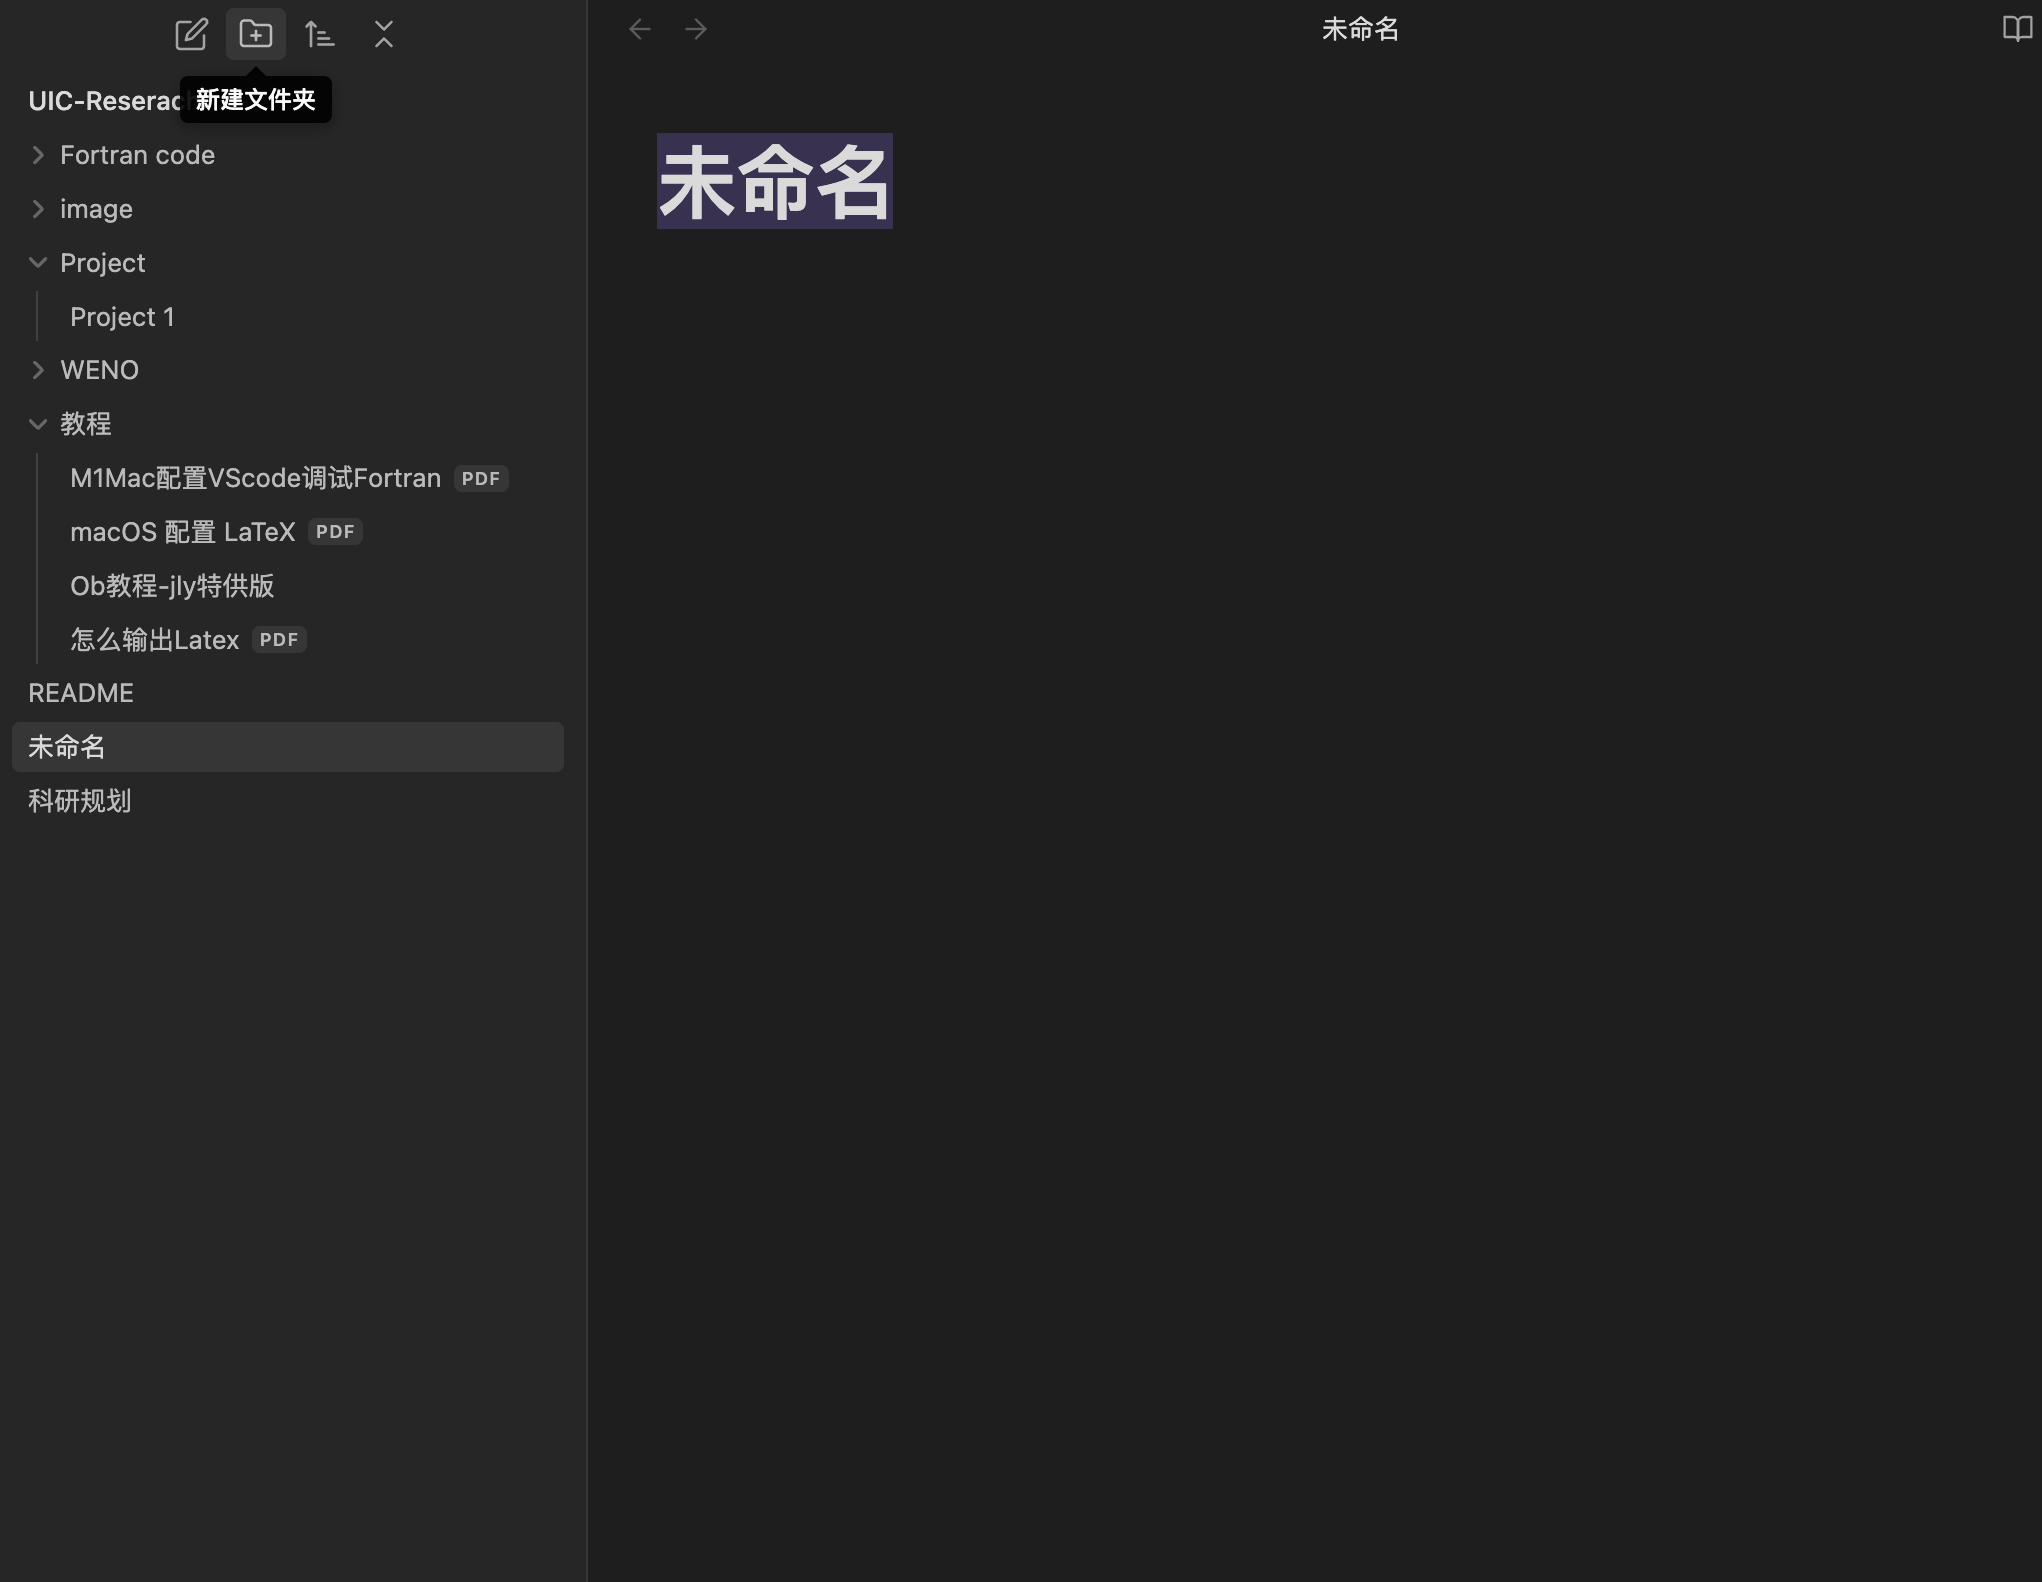 未命名
新建文件夹
UIC-Reserach
Fortran code
image
Project
Project 1
WENO
教程
M1Mac配置VScode调试Fortran PDF
macOS 配置 LaTeX PDF
Ob教程-jly特供版
怎么输出Latex PDF
README
未命名
科研规划
未命名